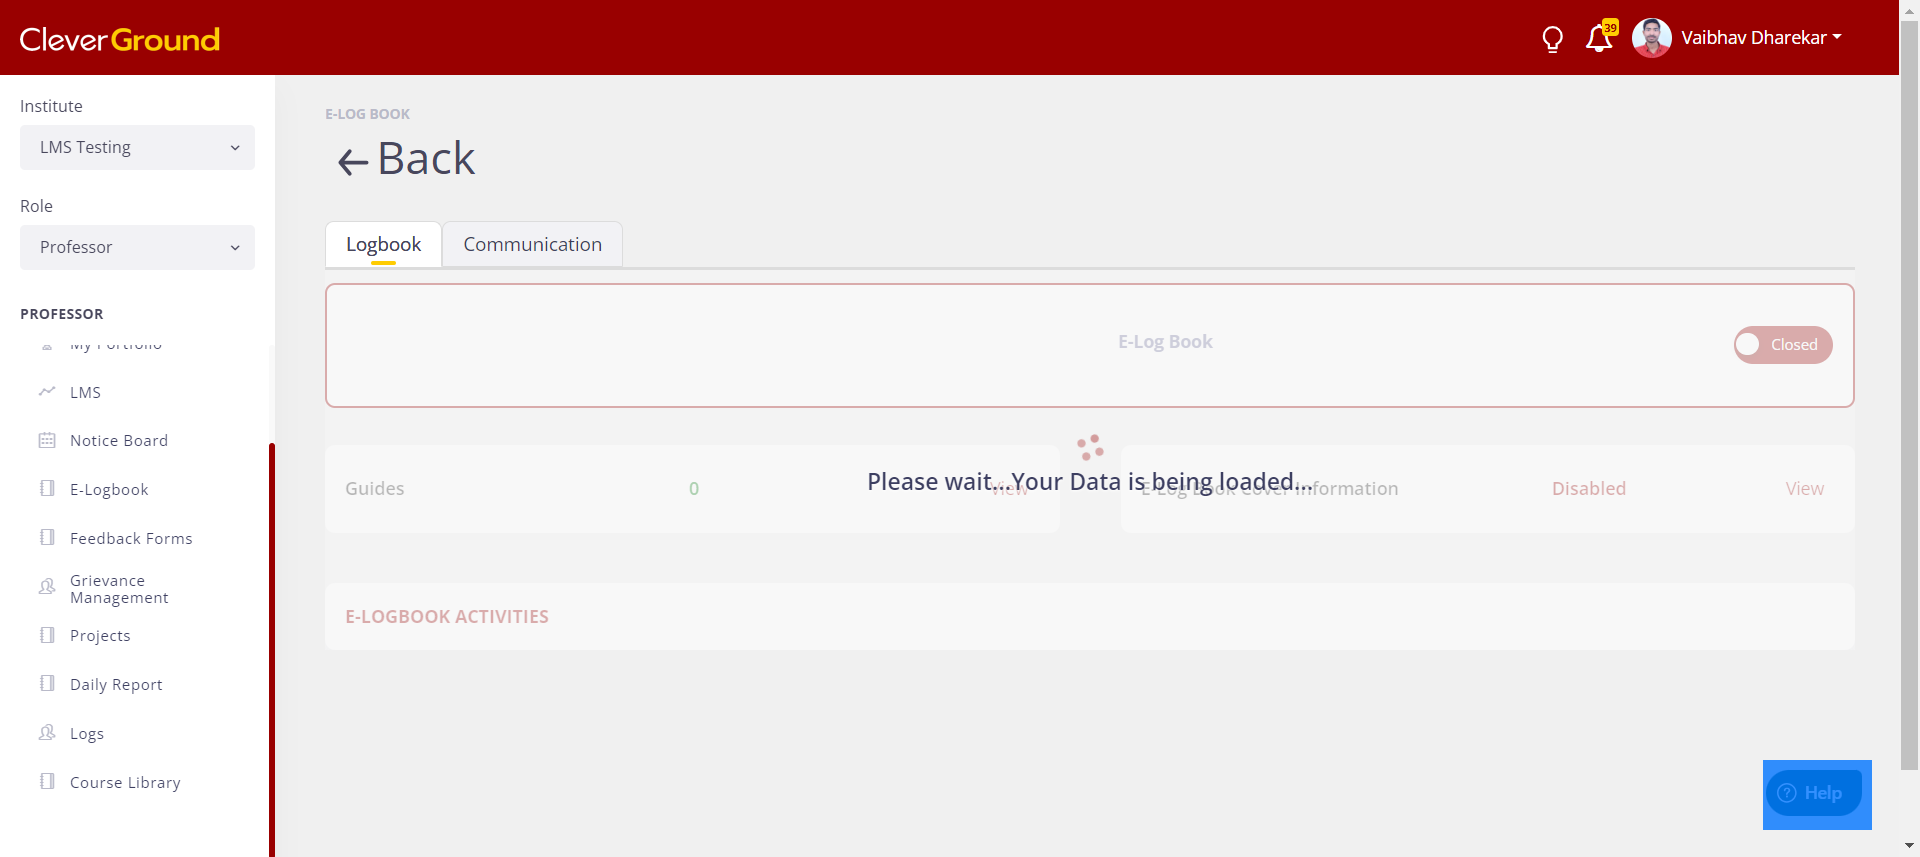 CleverGround
39
Vaibhav Dharekar
Institute
LMS Testing
Role
Professor
PROFESSOR
My Portfolio
LMS
Notice Board
E-Logbook
Feedback Forms
Grievance
Management
Projects
Daily Report
Logs
Course Library
E-LOG BOOK
Back
Logbook
Communication
E-Log Book
Closed
Please wait...Your Data is being loaded...
Guides 0 View
E-Log Book Cover Information Disabled View
E-LOGBOOK ACTIVITIES
Help